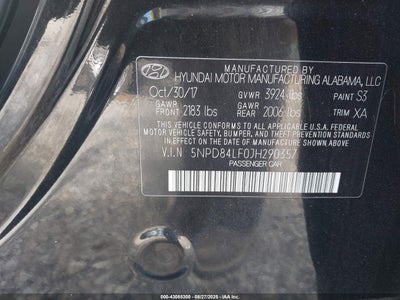 MANUFACTURED BY
HYUNDAI MOTOR MANUFACTURING ALABAMA, LLC
Oct/30/17 GVWR 3924 lbs PAINT S3
GAWR FRONT 2183 lbs GAWR REAR 2006 lbs TRIM XA
THIS VEHICLE CONFORMS TO ALL APPLICABLE U.S. FEDERAL
MOTOR VEHICLE SAFETY, BUMPER, AND THEFT PREVENTION
STANDARDS IN EFFECT ON THE DATE OF MANUFACTURE SHOWN ABOVE.
V.I.N 5NPD84LF0JH290357
PASSENGER CAR
000-43055300 - 08/27/2025 - IAA, Inc.